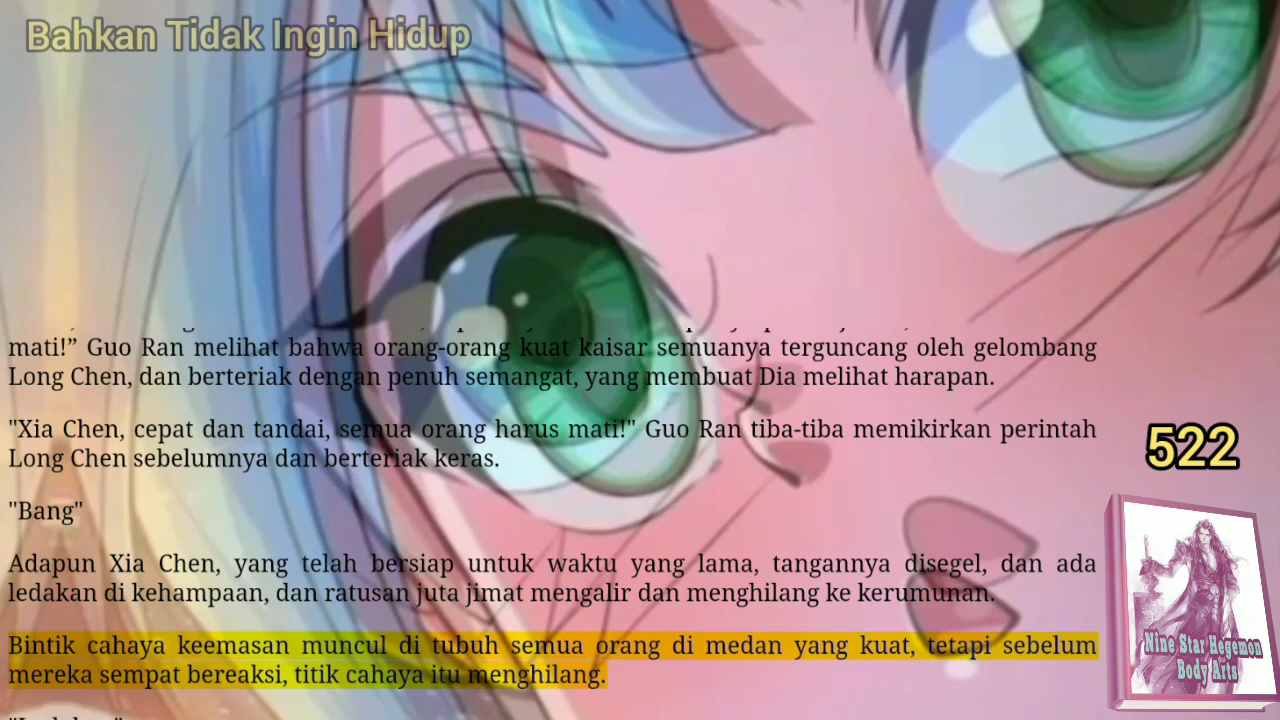 Bahkan Tidak Ingin Hidup
mati!” Guo Ran melihat bahwa orang-orang kuat kaisar semuanya terguncang oleh gelombang
Long Chen, dan berteriak dengan penuh semangat, yang membuat Dia melihat harapan.
"Xia Chen, cepat dan tandai, semua orang harus mati!" Guo Ran tiba-tiba memikirkan perintah
Long Chen sebelumnya dan berteriak keras.
"Bang"
Adapun Xia Chen, yang telah bersiap untuk waktu yang lama, tangannya disegel, dan ada
ledakan di kehampaan, dan ratusan juta jimat mengalir dan menghilang ke kerumunan.
Bintik cahaya keemasan muncul di tubuh semua orang di medan yang kuat, tetapi sebelum
mereka sempat bereaksi, titik cahaya itu menghilang.
522
Nine Star Hegemon
Body Arts